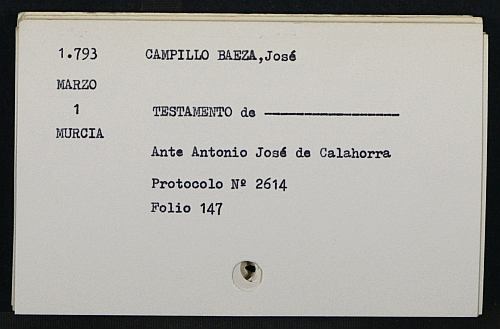 1.793 CAMPILLO BAEZA,José
MARZO
1 TESTAMENTO de ----------------
MURCIA
Ante Antonio José de Calahorra
Protocolo Nº 2614
Folio 147